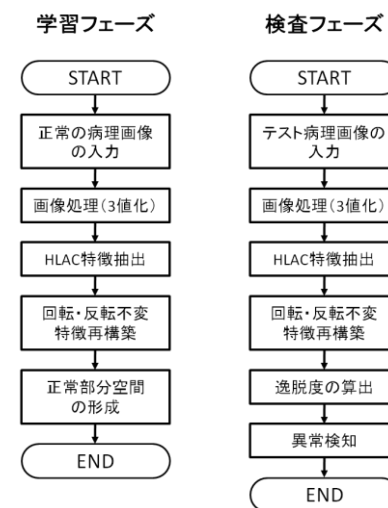 学習フェーズ
START
正常の病理画像
の入力
画像処理(3値化)
HLAC特徴抽出
回転・反転不変
特徴再構築
正常部分空間
の形成
END
検査フェーズ
START
テスト病理画像の
入力
画像処理(3値化)
HLAC特徴抽出
回転・反転不変
特徴再構築
逸脱度の算出
異常検知
END